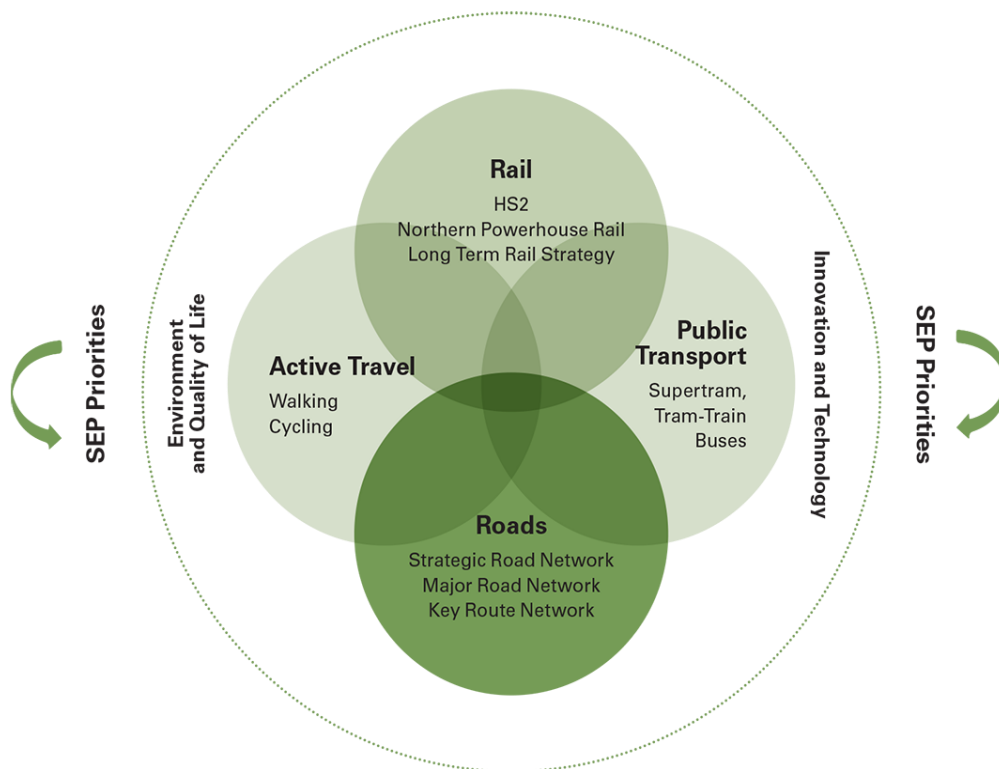 Rail
HS2
Northern Powerhouse Rail
Long Term Rail Strategy
SEP Priorities
Environment
and Quality of Life
Active Travel
Walking
Cycling
Public
Transport
Supertram,
Tram-Train
Buses
Innovation and Technology
SEP Priorities
Roads
Strategic Road Network
Major Road Network
Key Route Network